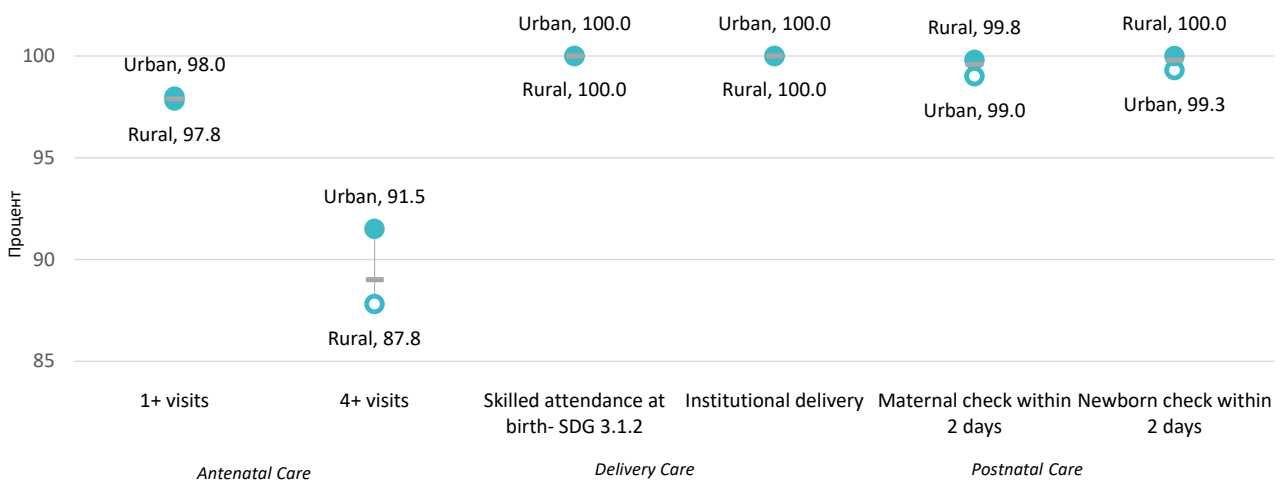 Urban, 100.0
Urban, 100.0
Rural, 99.8
Rural, 100.0
100
Urban, 98.0
Rural, 97.8
Rural, 100.0
Rural, 100.0
Urban, 99.0
Urban, 99.3
95
Процент
Urban, 91.5
90
Rural, 87.8
85
1+ visits
4+ visits
Skilled attendance at
birth- SDG 3.1.2
Institutional delivery
Maternal check within
2 days
Newborn check within
2 days
Antenatal Care
Delivery Care
Postnatal Care